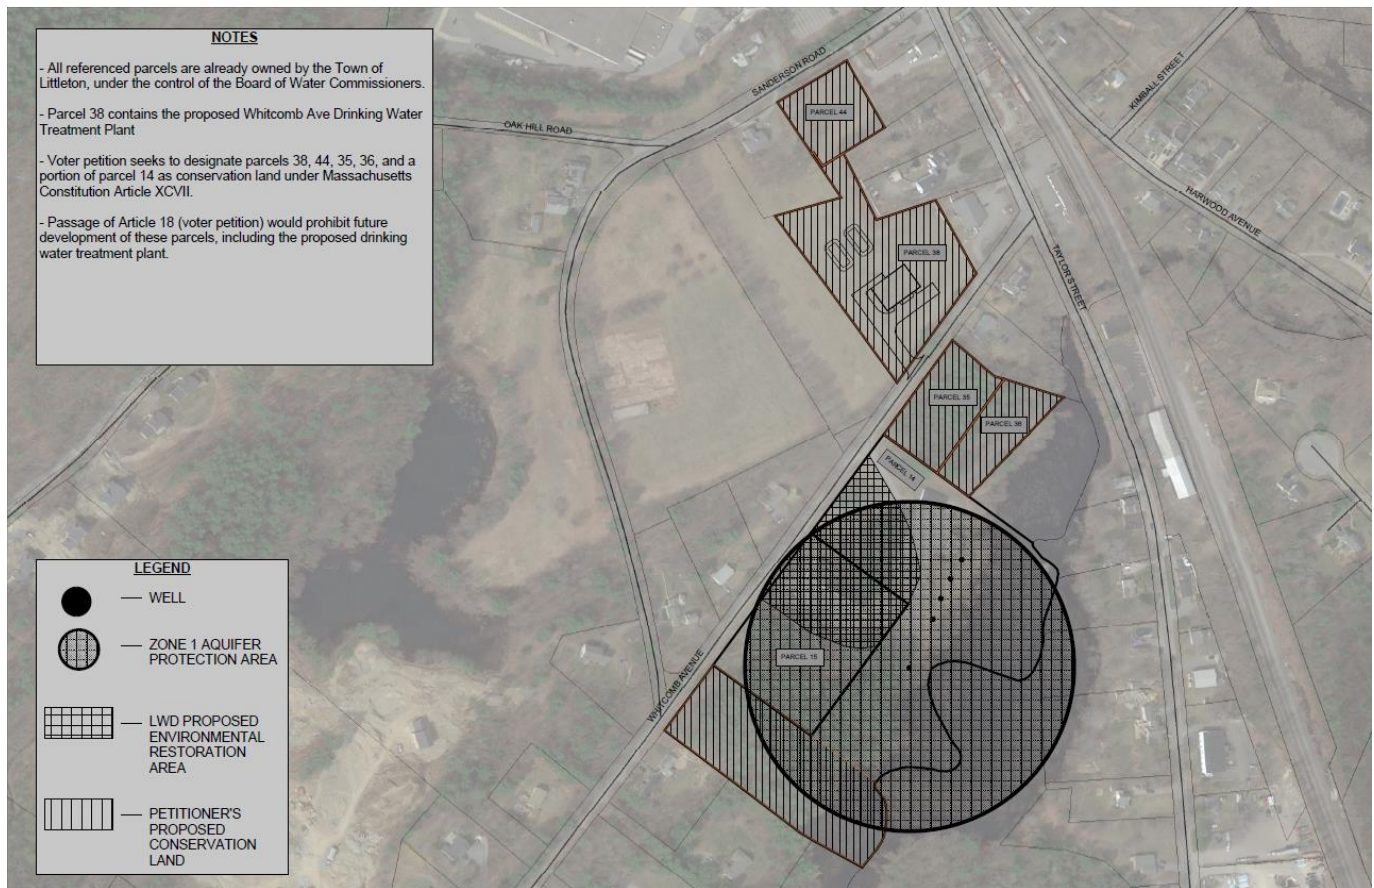 NOTES
- All referenced parcels are already owned by the Town of
Littleton, under the control of the Board of Water Commissioners.
- Parcel 38 contains the proposed Whitcomb Ave Drinking Water
Treatment Plant
- Voter petition seeks to designate parcels 38, 44, 35, 36, and a
portion of parcel 14 as conservation land under Massachusetts
Constitution Article XCVII.
- Passage of Article 18 (voter petition) would prohibit future
development of these parcels, including the proposed drinking
water treatment plant.
SANDERSON ROAD
OAK HILL ROAD
KIMBALL STREET
HARWOOD AVENUE
TAYLOR STREET
WHITCOMB AVENUE
PARCEL 44
PARCEL 38
PARCEL 35
PARCEL 36
PARCEL 14
PARCEL 15
LEGEND
— WELL
— ZONE 1 AQUIFER
PROTECTION AREA
— LWD PROPOSED
ENVIRONMENTAL
RESTORATION
AREA
— PETITIONER'S
PROPOSED
CONSERVATION
LAND